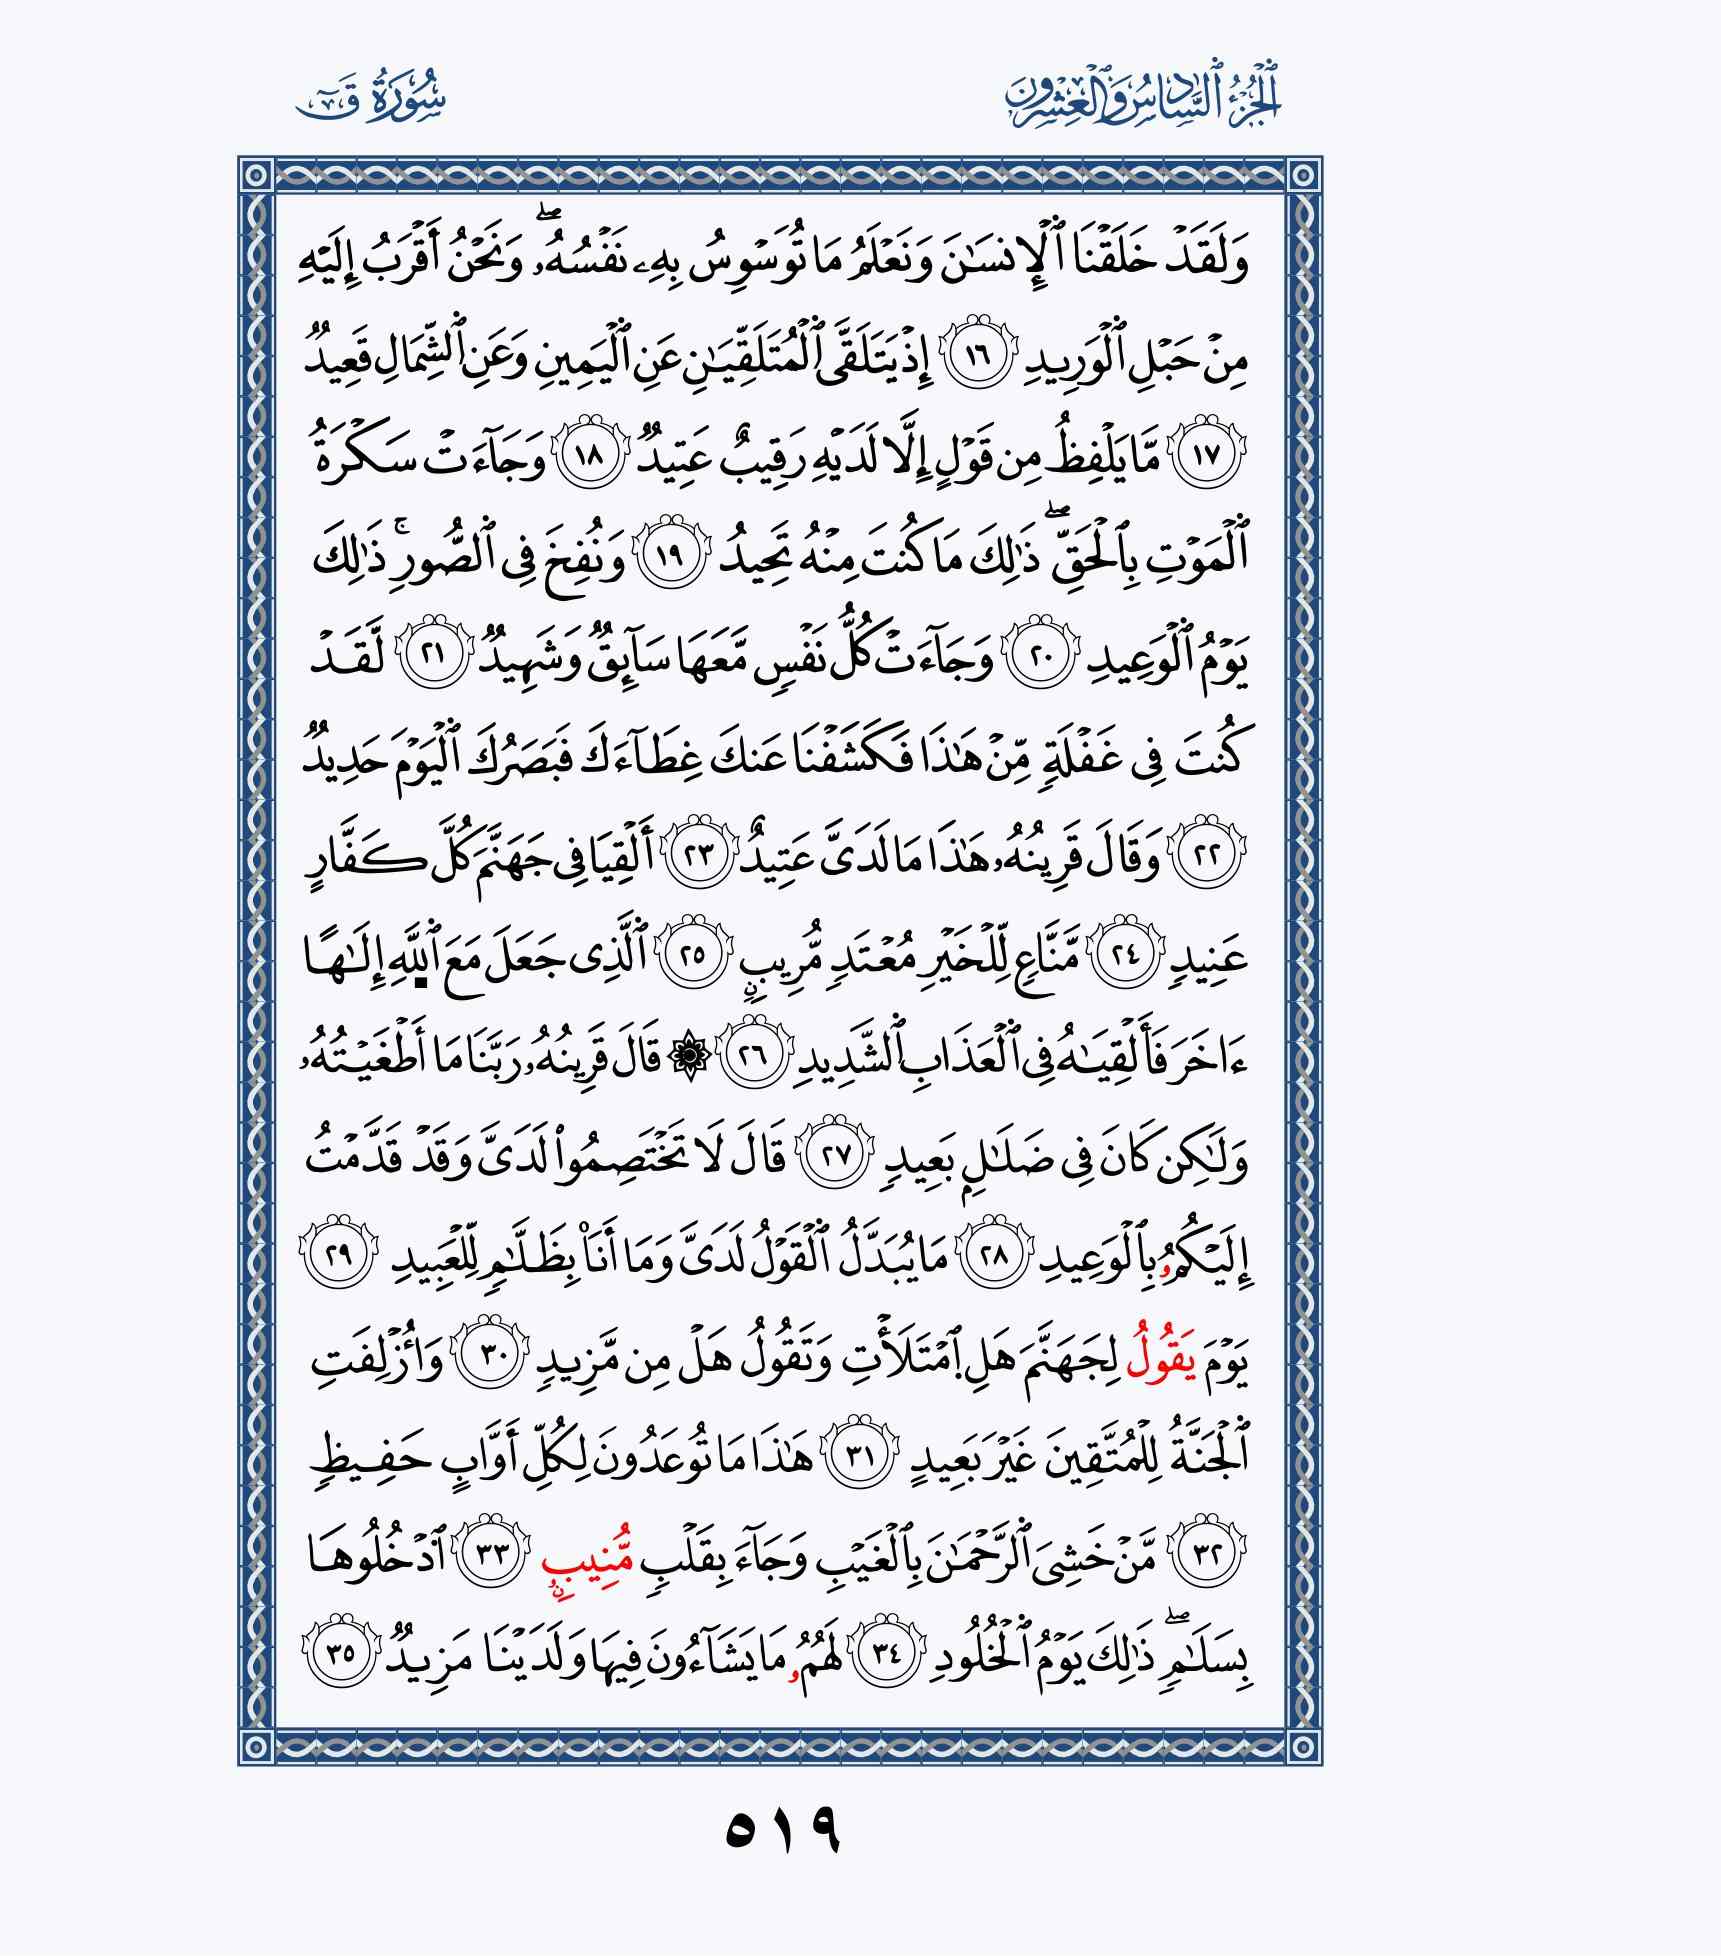 ٱلْجُزْءُ ٱلسَّادِسُ وَٱلْعِشْرُونَ
سُورَةُ قٓ
وَلَقَدْ خَلَقْنَا ٱلْإِنسَـٰنَ وَنَعْلَمُ مَا تُوَسْوِسُ بِهِۦ نَفْسُهُۥ ۖ وَنَحْنُ أَقْرَبُ إِلَيْهِ
مِنْ حَبْلِ ٱلْوَرِيدِ ١٦ إِذْ يَتَلَقَّى ٱلْمُتَلَقِّيَـٰنِ عَنِ ٱلْيَمِينِ وَعَنِ ٱلشِّمَالِ قَعِيدٌ
١٧ مَّا يَلْفِظُ مِن قَوْلٍ إِلَّا لَدَيْهِ رَقِيبٌ عَتِيدٌ ١٨ وَجَآءَتْ سَكْرَةُ
ٱلْمَوْتِ بِٱلْحَقِّ ۖ ذَٰلِكَ مَا كُنتَ مِنْهُ تَحِيدُ ١٩ وَنُفِخَ فِى ٱلصُّورِ ۚ ذَٰلِكَ
يَوْمُ ٱلْوَعِيدِ ٢٠ وَجَآءَتْ كُلُّ نَفْسٍ مَّعَهَا سَآئِقٌ وَشَهِيدٌ ٢١ لَّقَدْ
كُنتَ فِى غَفْلَةٍ مِّنْ هَـٰذَا فَكَشَفْنَا عَنكَ غِطَآءَكَ فَبَصَرُكَ ٱلْيَوْمَ حَدِيدٌ
٢٢ وَقَالَ قَرِينُهُۥ هَـٰذَا مَا لَدَىَّ عَتِيدٌ ٢٣ أَلْقِيَا فِى جَهَنَّمَ كُلَّ كَفَّارٍ
عَنِيدٍ ٢٤ مَّنَّاعٍ لِّلْخَيْرِ مُعْتَدٍ مُّرِيبٍ ٢٥ ٱلَّذِى جَعَلَ مَعَ ٱللَّهِ إِلَـٰهًا
ءَاخَرَ فَأَلْقِيَـٰهُ فِى ٱلْعَذَابِ ٱلشَّدِيدِ ٢٦ ۞ قَالَ قَرِينُهُۥ رَبَّنَا مَا أَطْغَيْتُهُۥ
وَلَـٰكِن كَانَ فِى ضَلَـٰلٍ بَعِيدٍ ٢٧ قَالَ لَا تَخْتَصِمُوا۟ لَدَىَّ وَقَدْ قَدَّمْتُ
إِلَيْكُمُۥ بِٱلْوَعِيدِ ٢٨ مَا يُبَدَّلُ ٱلْقَوْلُ لَدَىَّ وَمَا أَنَا۠ بِظَلَّـٰمٍ لِّلْعَبِيدِ ٢٩
يَوْمَ يَقُولُ لِجَهَنَّمَ هَلِ ٱمْتَلَأْتِ وَتَقُولُ هَلْ مِن مَّزِيدٍ ٣٠ وَأُزْلِفَتِ
ٱلْجَنَّةُ لِلْمُتَّقِينَ غَيْرَ بَعِيدٍ ٣١ هَـٰذَا مَا تُوعَدُونَ لِكُلِّ أَوَّابٍ حَفِيظٍ
٣٢ مَّنْ خَشِىَ ٱلرَّحْمَـٰنَ بِٱلْغَيْبِ وَجَآءَ بِقَلْبٍ مُّنِيبٍ ٣٣ ٱدْخُلُوهَا
بِسَلَـٰمٍ ۖ ذَٰلِكَ يَوْمُ ٱلْخُلُودِ ٣٤ لَهُمُۥ مَا يَشَآءُونَ فِيهَا وَلَدَيْنَا مَزِيدٌ ٣٥
٥١٩